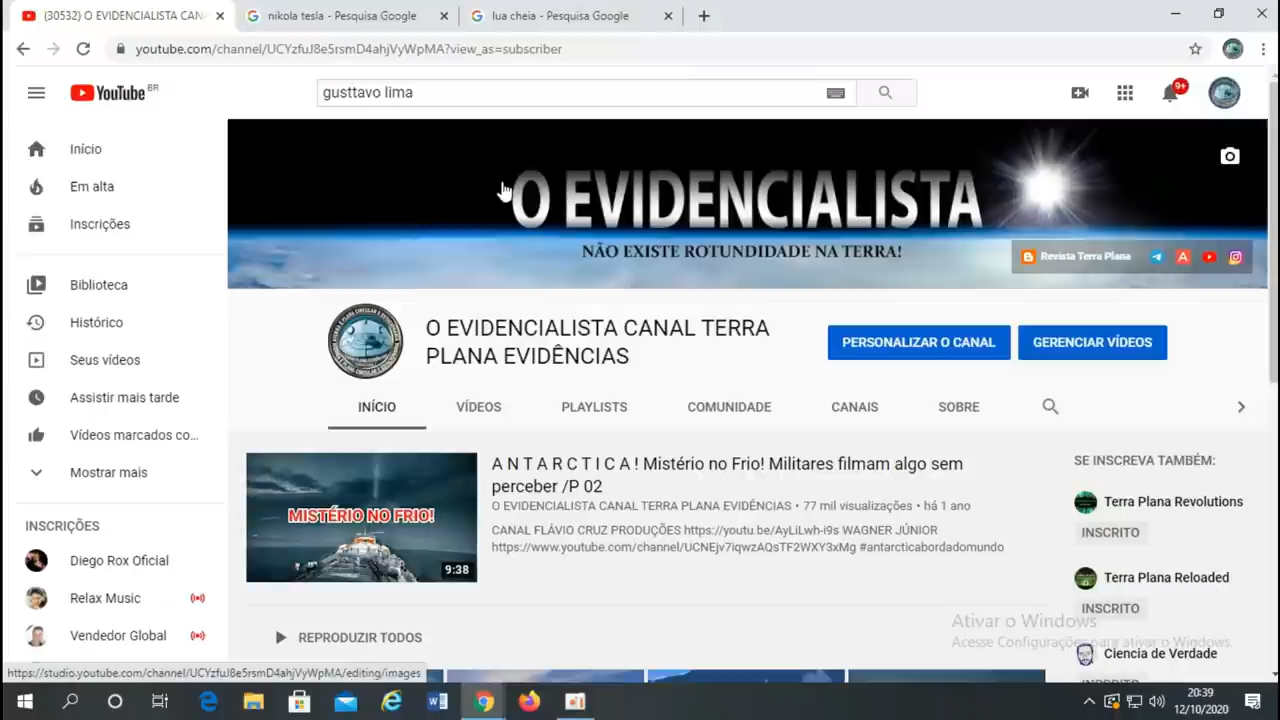 (30532) O EVIDENCIALISTA CAN
nikola tesla - Pesquisa Google
lua cheia - Pesquisa Google
youtube.com/channel/UCYzfuJ8e5rsmD4ahjVyWpMA?view_as=subscriber
YouTube BR
gusttavo lima
9+
Início
Em alta
Inscrições
Biblioteca
Histórico
Seus vídeos
Assistir mais tarde
Vídeos marcados co...
Mostrar mais
INSCRIÇÕES
Diego Rox Oficial
Relax Music
Vendedor Global
O EVIDENCIALISTA
NÃO EXISTE ROTUNDIDADE NA TERRA!
Revista Terra Plana
O EVIDENCIALISTA CANAL TERRA
PLANA EVIDÊNCIAS
PERSONALIZAR O CANAL
GERENCIAR VÍDEOS
INÍCIO
VÍDEOS
PLAYLISTS
COMUNIDADE
CANAIS
SOBRE
MISTÉRIO NO FRIO!
9:38
A N T A R C T I C A ! Mistério no Frio! Militares filmam algo sem
perceber /P 02
O EVIDENCIALISTA CANAL TERRA PLANA EVIDÊNCIAS • 77 mil visualizações • há 1 ano
CANAL FLÁVIO CRUZ PRODUÇÕES https://youtu.be/AyLiLwh-i9s WAGNER JÚNIOR
https://www.youtube.com/channel/UCNEjv7iqwzAQsTF2WXY3xMg #antarcticabordadomundo
REPRODUZIR TODOS
SE INSCREVA TAMBÉM:
Terra Plana Revolutions
INSCRITO
Terra Plana Reloaded
INSCRITO
Ciencia de Verdade
Ativar o Windows
Acesse Configurações para ativar o Windows.
https://studio.youtube.com/channel/UCYzfuJ8e5rsmD4ahjVyWpMA/editing/images
20:39
12/10/2020